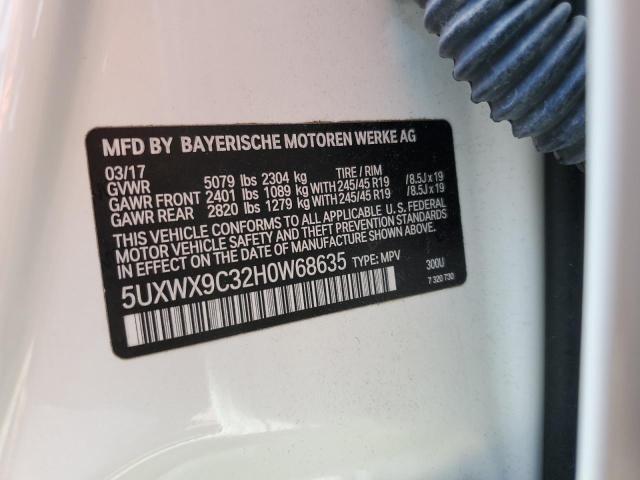 MFD BY BAYERISCHE MOTOREN WERKE AG
03/17 TIRE / RIM
GVWR 5079 lbs 2304 kg
GAWR FRONT 2401 lbs 1089 kg WITH 245/45 R19 / 8.5J x 19
GAWR REAR 2820 lbs 1279 kg WITH 245/45 R19 / 8.5J x 19
THIS VEHICLE CONFORMS TO ALL APPLICABLE U.S. FEDERAL
MOTOR VEHICLE SAFETY AND THEFT PREVENTION STANDARDS
IN EFFECT ON THE DATE OF MANUFACTURE SHOWN ABOVE.
5UXWX9C32H0W68635 TYPE: MPV 300U
7 320 730